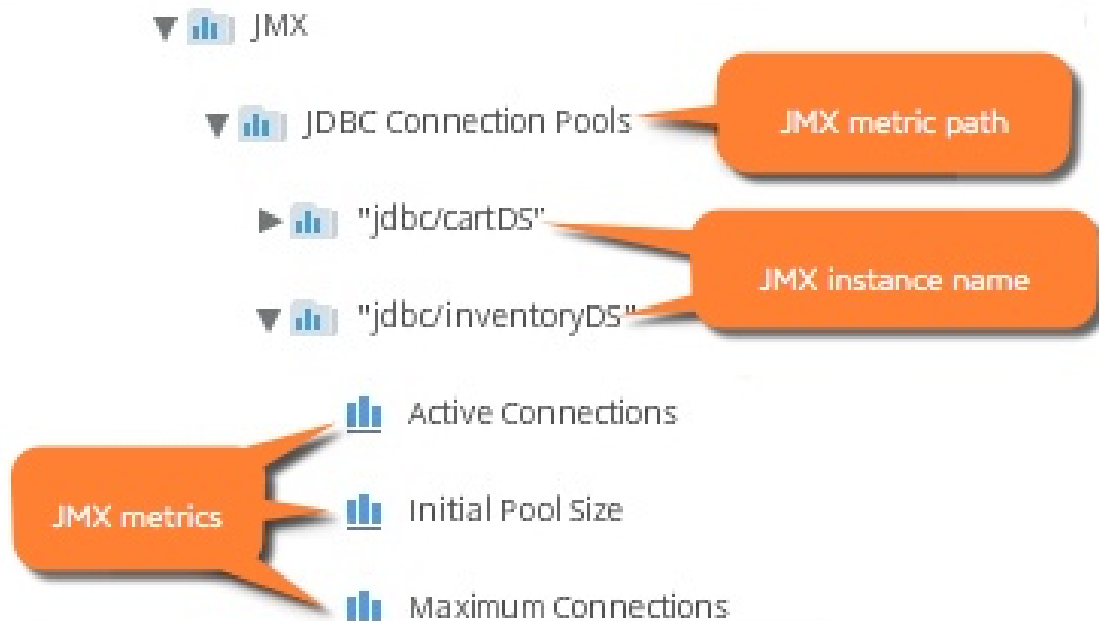 JMX
JDBC Connection Pools
JMX metric path
"jdbc/cartDS"
JMX instance name
"jdbc/inventoryDS"
Active Connections
JMX metrics
Initial Pool Size
Maximum Connections